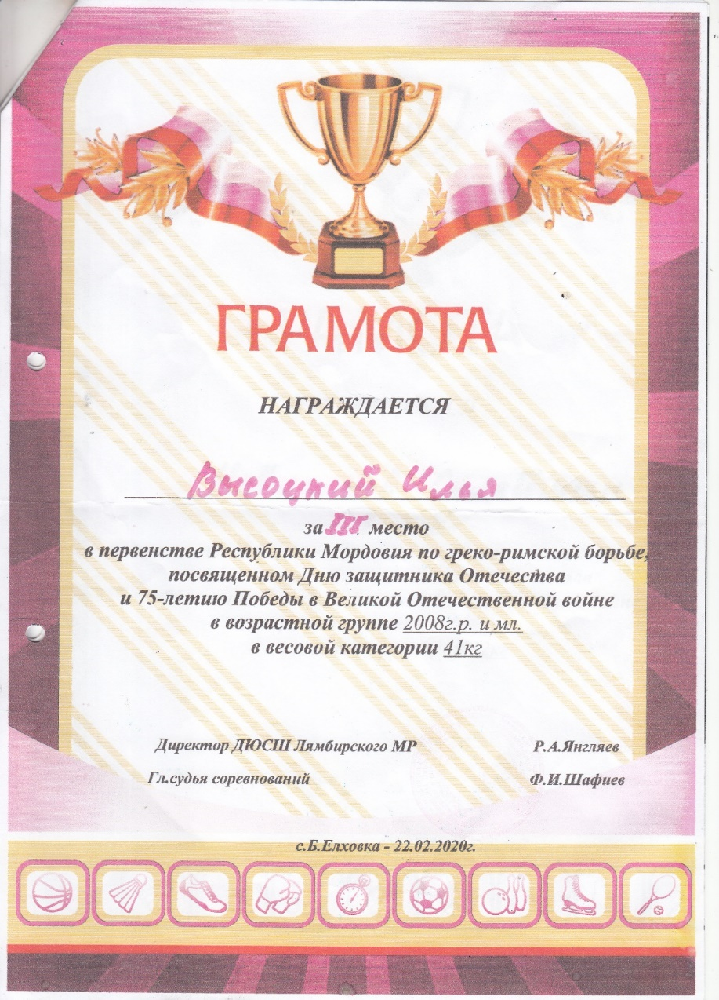 ГРАМОТА
НАГРАЖДАЕТСЯ
Высоцкий Илья
за III место
в первенстве Республики Мордовия по греко-римской борьбе,
посвященном Дню защитника Отечества
и 75-летию Победы в Великой Отечественной войне
в возрастной группе 2008г.р. и мл.
в весовой категории 41кг
Директор ДЮСШ Лямбирского МР Р.А.Янгляев
Гл.судья соревнований Ф.И.Шафиев
с.Б.Елховка - 22.02.2020г.